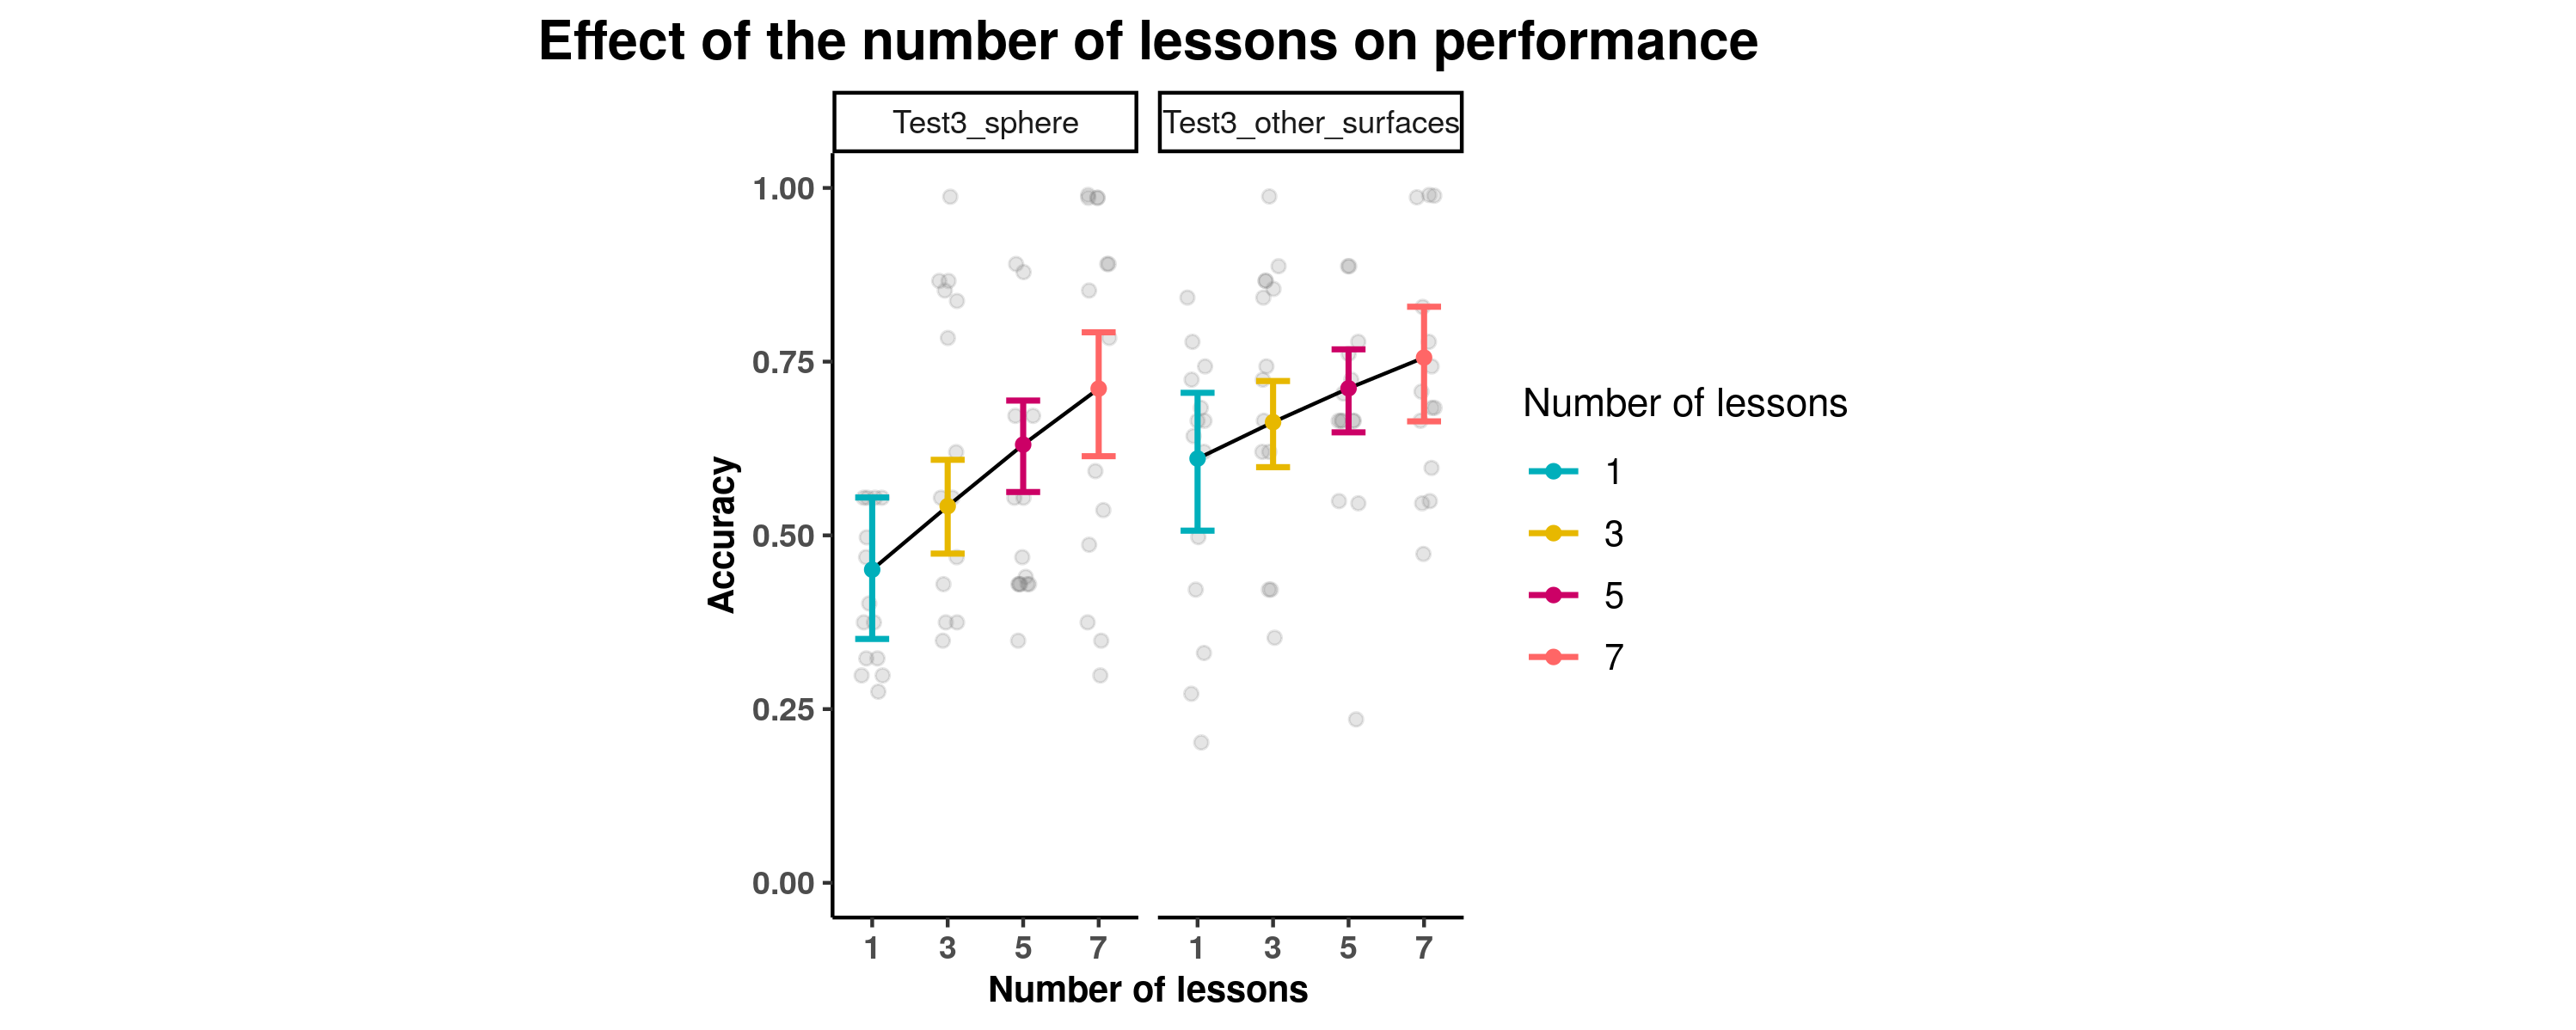 Effect of the number of lessons on performance
Test3_sphere Test3_other_surfaces
1.00
0.75
0.50
0.25
0.00
Accuracy
1 3 5 7 1 3 5 7
Number of lessons
Number of lessons
1
3
5
7